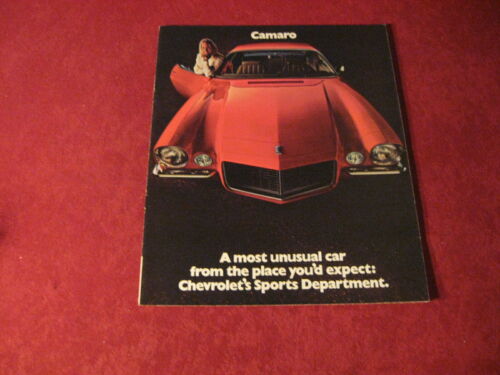 Camaro
A most unusual car
from the place you'd expect:
Chevrolet's Sports Department.